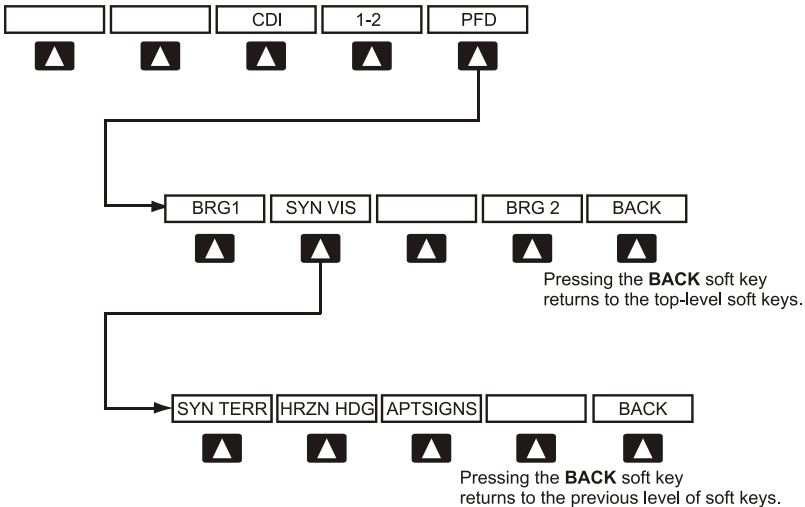 CDI 1-2 PFD
BRG1 SYN VIS BRG 2 BACK
Pressing the BACK soft key
returns to the top-level soft keys.
SYN TERR HRZN HDG APTSIGNS BACK
Pressing the BACK soft key
returns to the previous level of soft keys.